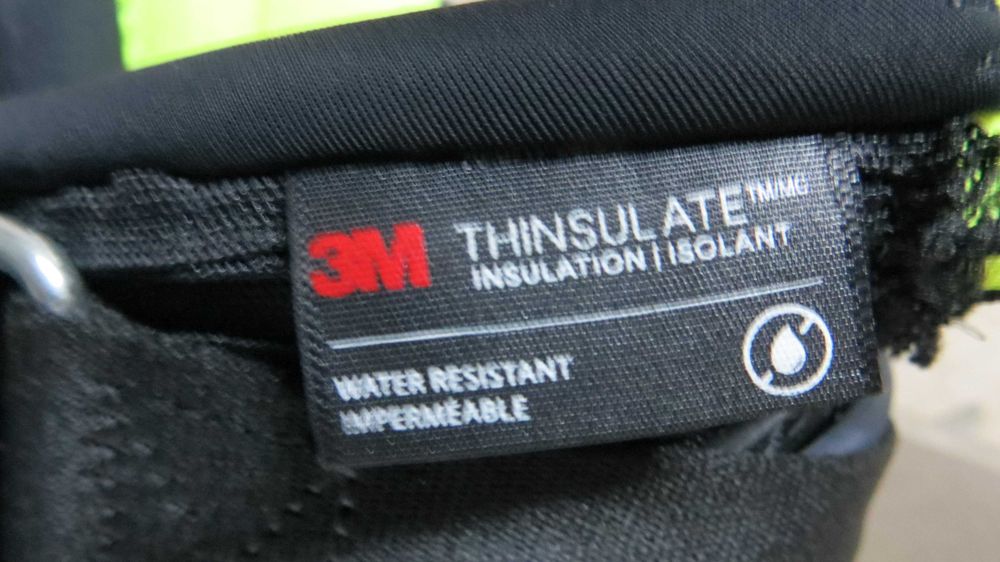 3M THINSULATE™/MC
INSULATION | ISOLANT
WATER RESISTANT
IMPERMÉABLE